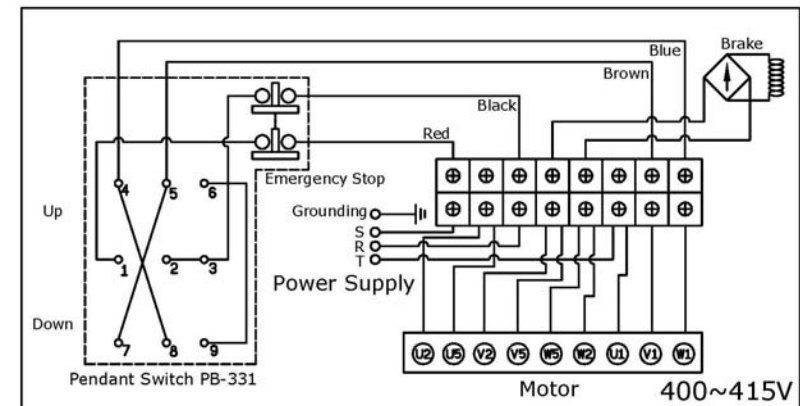 Blue
Brake
Brown
Black
Red
4 5 6
Emergency Stop
Up
Grounding
S
R
1 2 3
T
Power Supply
Down
7 8 9
U2 U5 V2 V5 W5 W2 U1 V1 W1
Pendant Switch PB-331
Motor
400~415V